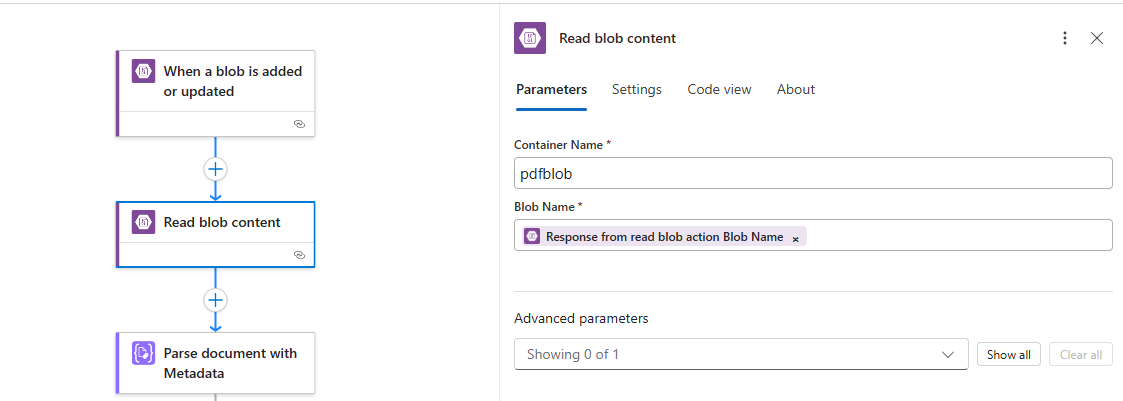 When a blob is added
or updated
Read blob content
Parse document with
Metadata
Read blob content
Parameters Settings Code view About
Container Name *
pdfblob
Blob Name *
Response from read blob action Blob Name ×
Advanced parameters
Showing 0 of 1 Show all Clear all